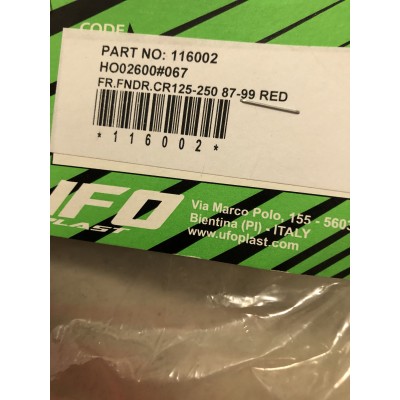 CODE
PART NO: 116002
HO02600#067
FR.FNDR.CR125-250 87-99 RED
*116002*
UFO
PLAST
Via Marco Polo, 155 - 5603
Bientina (PI) - ITALY
www.ufoplast.com